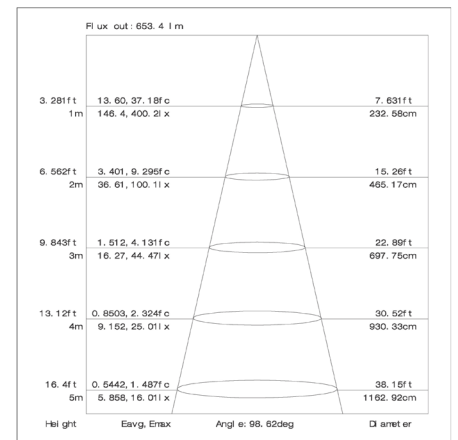 Flux out: 653.4 lm
3.281ft 13.60, 37.18fc 7.631ft
1m 146.4, 400.2lx 232.58cm
6.562ft 3.401, 9.295fc 15.26ft
2m 36.61, 100.1lx 465.17cm
9.843ft 1.512, 4.131fc 22.89ft
3m 16.27, 44.47lx 697.75cm
13.12ft 0.8503, 2.324fc 30.52ft
4m 9.152, 25.01lx 930.33cm
16.4ft 0.5442, 1.487fc 38.15ft
5m 5.858, 16.01lx 1162.92cm
Height Eavg, Emax Angle: 98.62deg Diameter